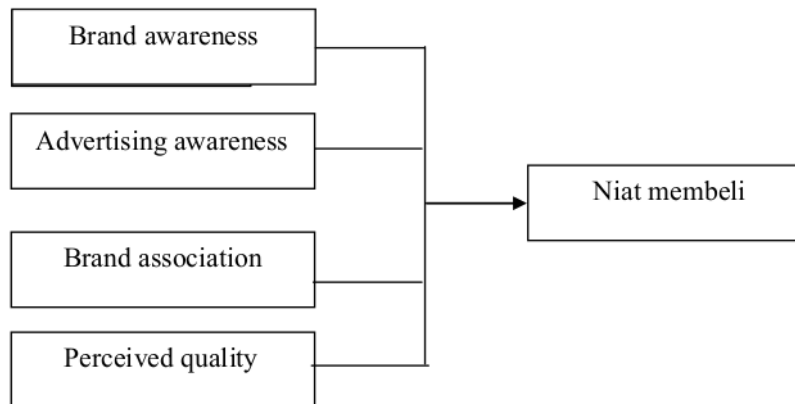 Brand awareness
Advertising awareness
Niat membeli
Brand association
Perceived quality